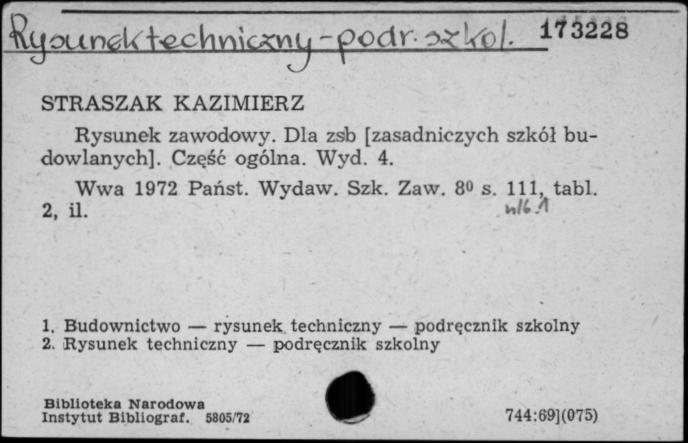 Rysunek techniczny - podr. szkol. 173228
STRASZAK KAZIMIERZ
Rysunek zawodowy. Dla zsb [zasadniczych szkół bu-
dowlanych]. Część ogólna. Wyd. 4.
Wwa 1972 Państ. Wydaw. Szk. Zaw. 8⁰ s. 111, tabl.
2, il.
nlb. 1
1. Budownictwo — rysunek techniczny — podręcznik szkolny
2. Rysunek techniczny — podręcznik szkolny
Biblioteka Narodowa
Instytut Bibliograf. 5805/72 744:69](075)